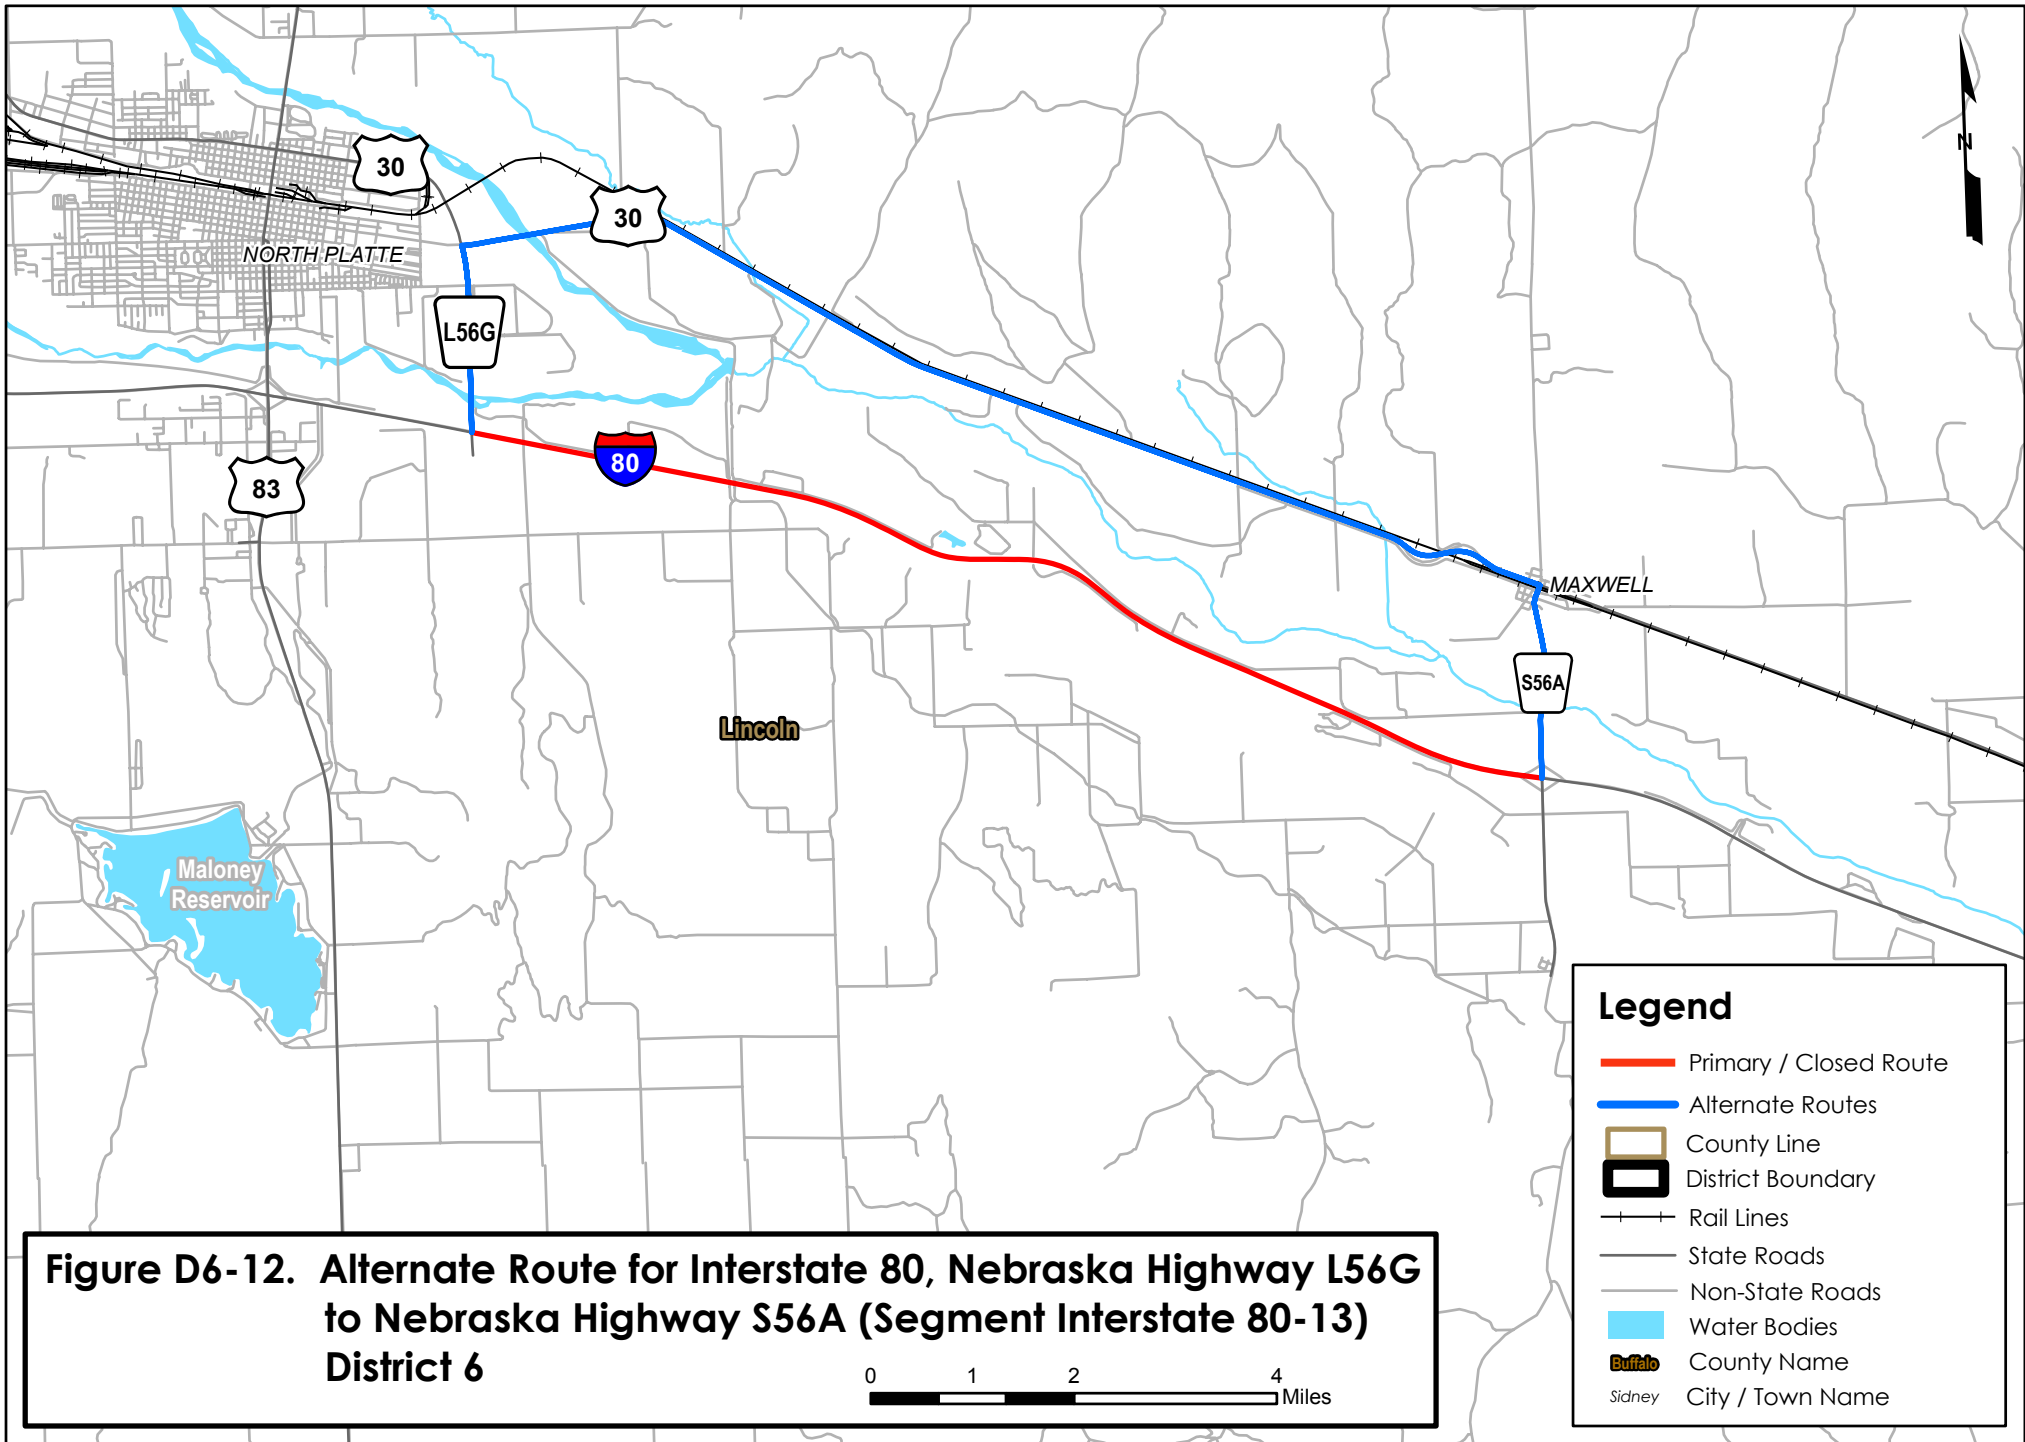 30
30
NORTH PLATTE
L56G
80
83
MAXWELL
S56A
Lincoln
Maloney
Reservoir
N
Legend
Primary / Closed Route
Alternate Routes
County Line
District Boundary
Rail Lines
State Roads
Non-State Roads
Water Bodies
Buffalo County Name
Sidney City / Town Name
Figure D6-12. Alternate Route for Interstate 80, Nebraska Highway L56G
to Nebraska Highway S56A (Segment Interstate 80-13)
District 6
0 1 2 4
Miles